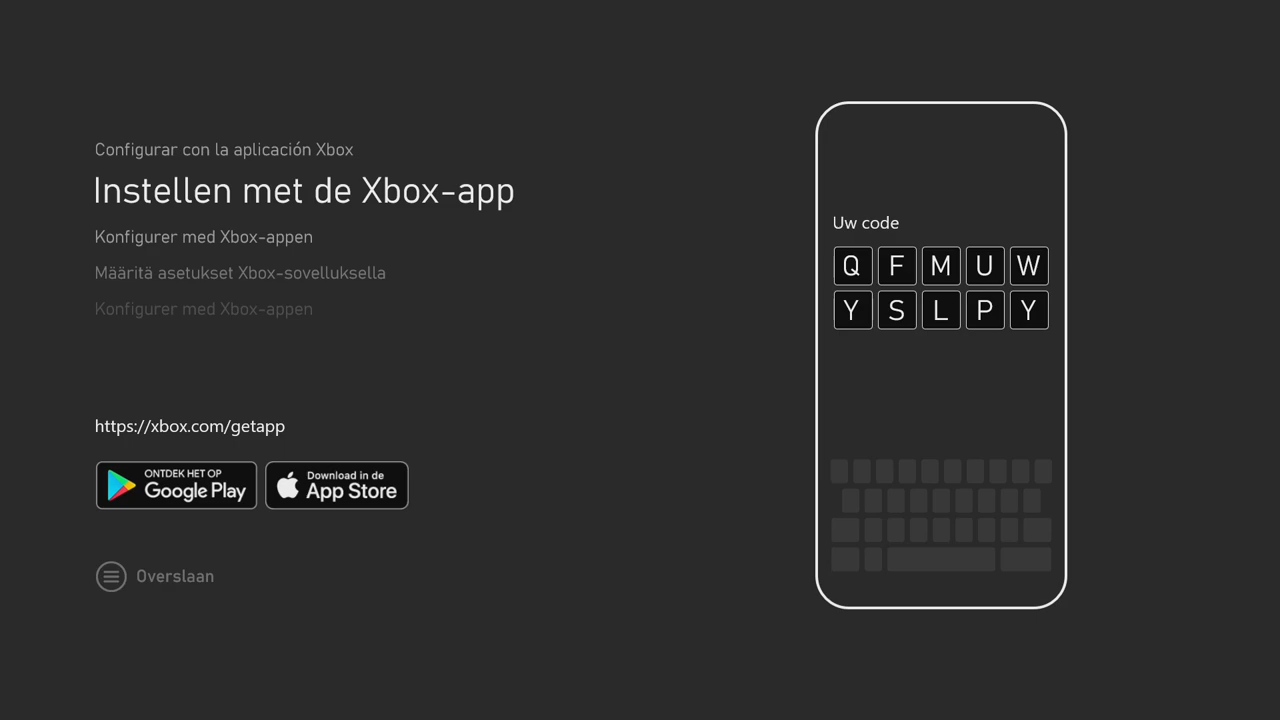 Configurar con la aplicación Xbox
Instellen met de Xbox-app
Konfigurer med Xbox-appen
Määritä asetukset Xbox-sovelluksella
Konfigurer med Xbox-appen
https://xbox.com/getapp
ONTDEK HET OP
Google Play
Download in de
App Store
Overslaan
Uw code
Q F M U W
Y S L P Y